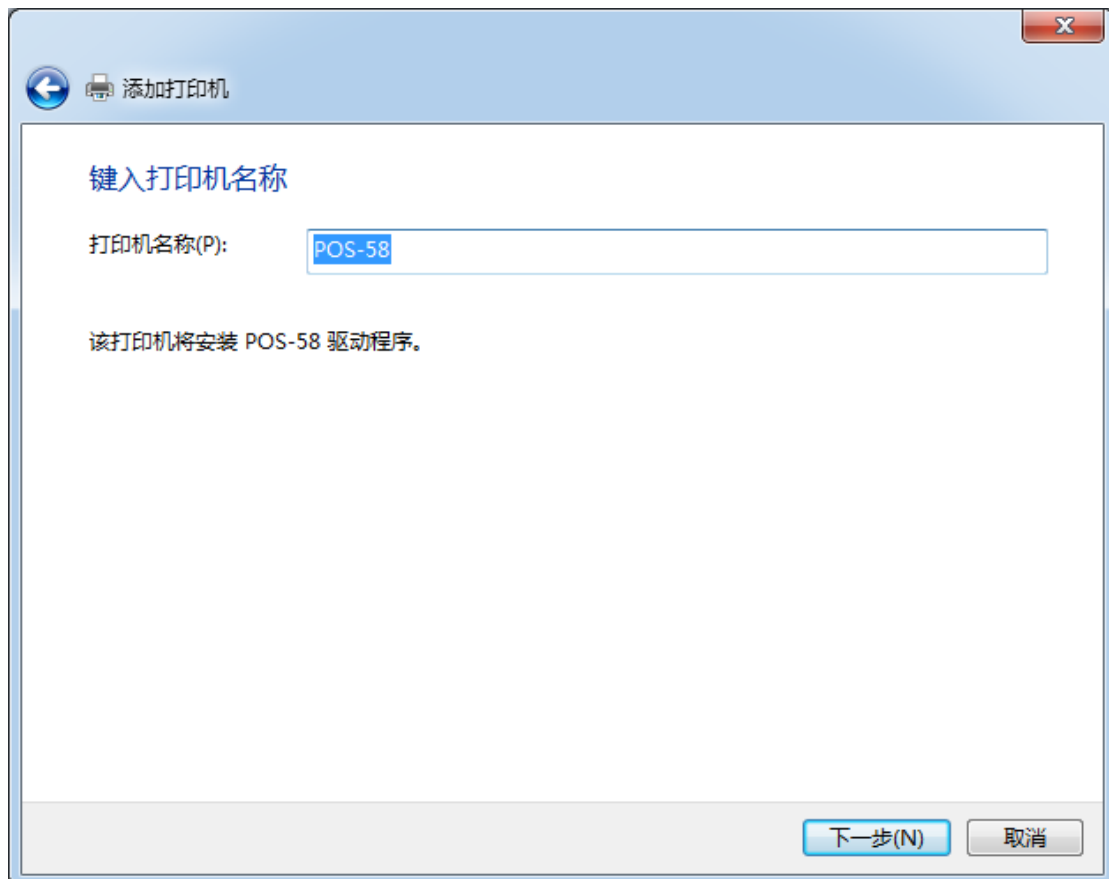 添加打印机
键入打印机名称
打印机名称(P):
POS-58
该打印机将安装 POS-58 驱动程序。
下一步(N)
取消